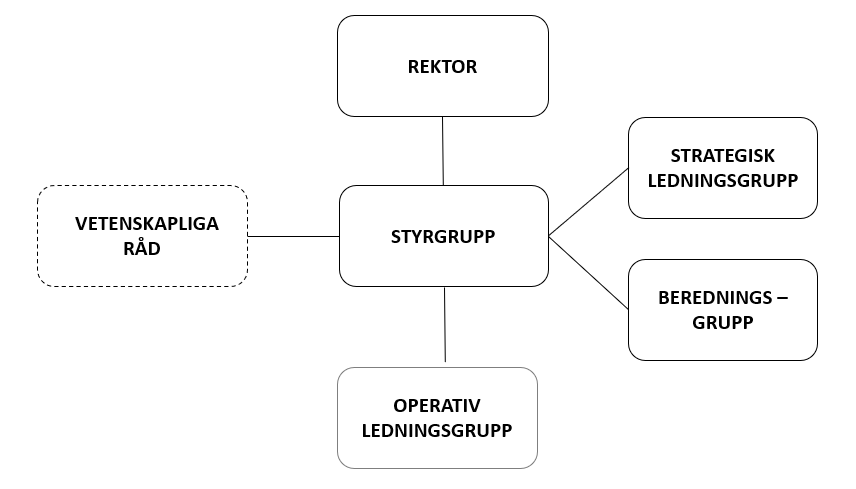 REKTOR
STRATEGISK
LEDNINGSGRUPP
VETENSKAPLIGA
RÅD
STYRGRUPP
BEREDNINGS –
GRUPP
OPERATIV
LEDNINGSGRUPP